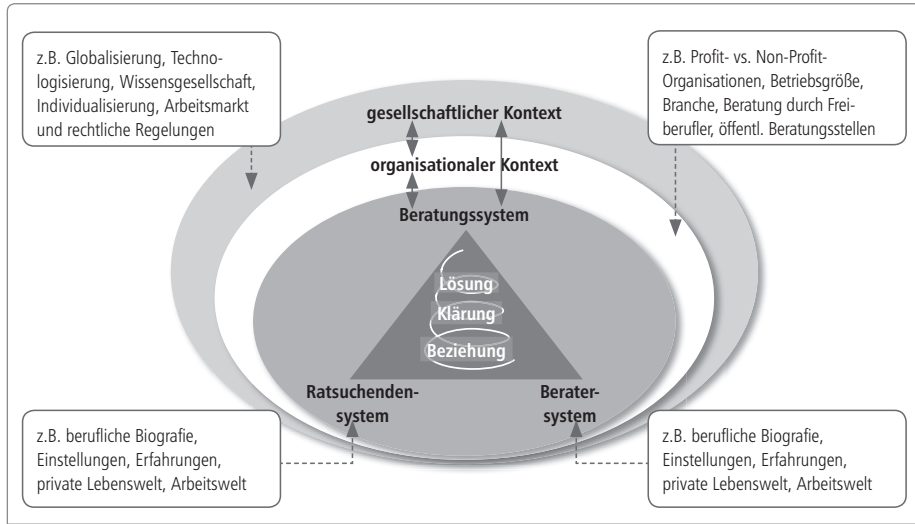 z.B. Globalisierung, Techno-
logisierung, Wissensgesellschaft,
Individualisierung, Arbeitsmarkt
und rechtliche Regelungen
z.B. Profit- vs. Non-Profit-
Organisationen, Betriebsgröße,
Branche, Beratung durch Frei-
berufler, öffentl. Beratungsstellen
gesellschaftlicher Kontext
organisationaler Kontext
Beratungssystem
Lösung
Klärung
Beziehung
Ratsuchenden-
system
Berater-
system
z.B. berufliche Biografie,
Einstellungen, Erfahrungen,
private Lebenswelt, Arbeitswelt
z.B. berufliche Biografie,
Einstellungen, Erfahrungen,
private Lebenswelt, Arbeitswelt